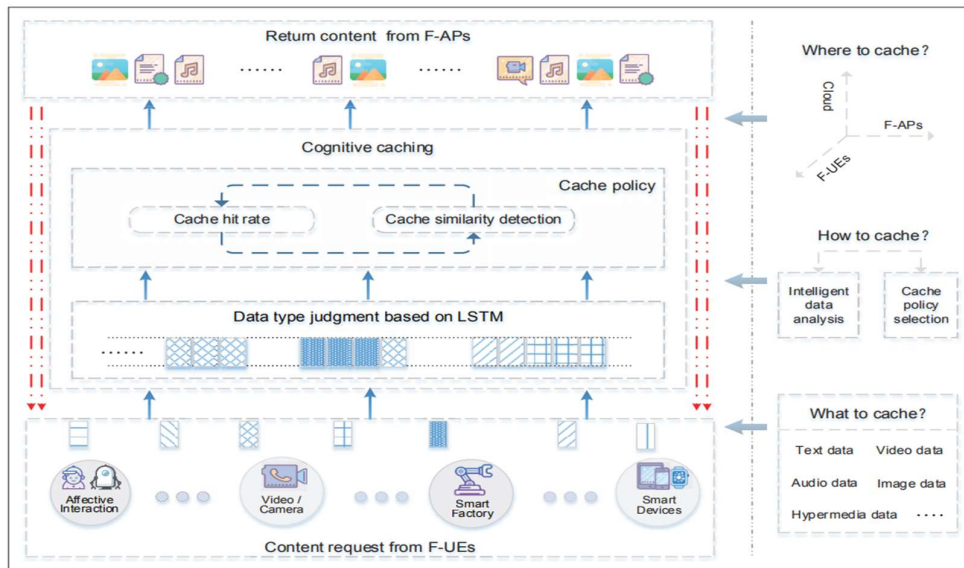 Return content from F-APs
......
......
Cognitive caching
Cache policy
Cache hit rate
Cache similarity detection
Data type judgment based on LSTM
......
Affective
Interaction
Video /
Camera
Smart
Factory
Smart
Devices
Content request from F-UEs
Where to cache?
Cloud
F-APs
F-UEs
How to cache?
Intelligent
data
analysis
Cache
policy
selection
What to cache?
Text data Video data
Audio data Image data
Hypermedia data ....